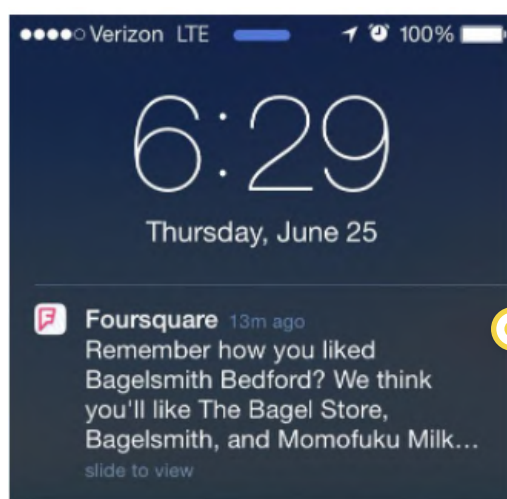 Verizon LTE 100%
6:29
Thursday, June 25
Foursquare 13m ago
Remember how you liked
Bagelsmith Bedford? We think
you'll like The Bagel Store,
Bagelsmith, and Momofuku Milk...
slide to view